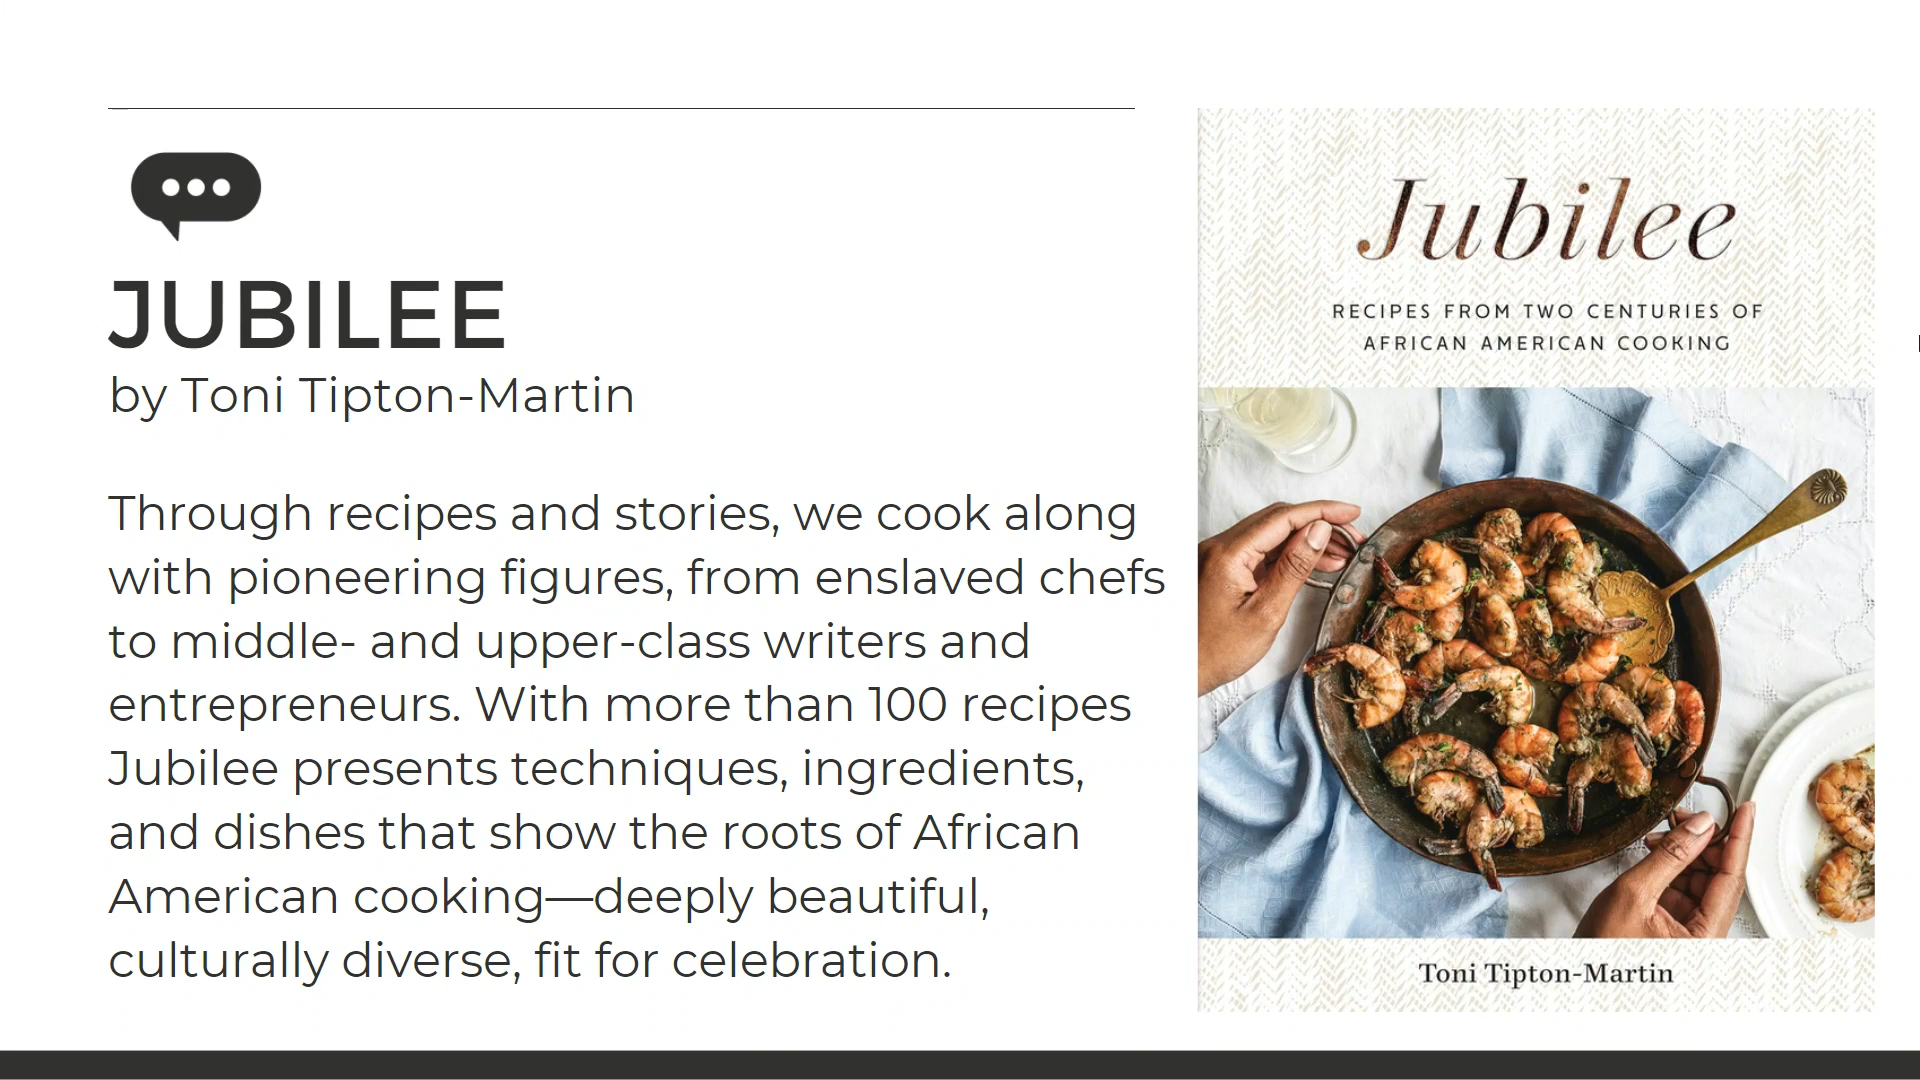 JUBILEE
by Toni Tipton-Martin
Through recipes and stories, we cook along
with pioneering figures, from enslaved chefs
to middle- and upper-class writers and
entrepreneurs. With more than 100 recipes
Jubilee presents techniques, ingredients,
and dishes that show the roots of African
American cooking—deeply beautiful,
culturally diverse, fit for celebration.
Jubilee
RECIPES FROM TWO CENTURIES OF
AFRICAN AMERICAN COOKING
Toni Tipton-Martin